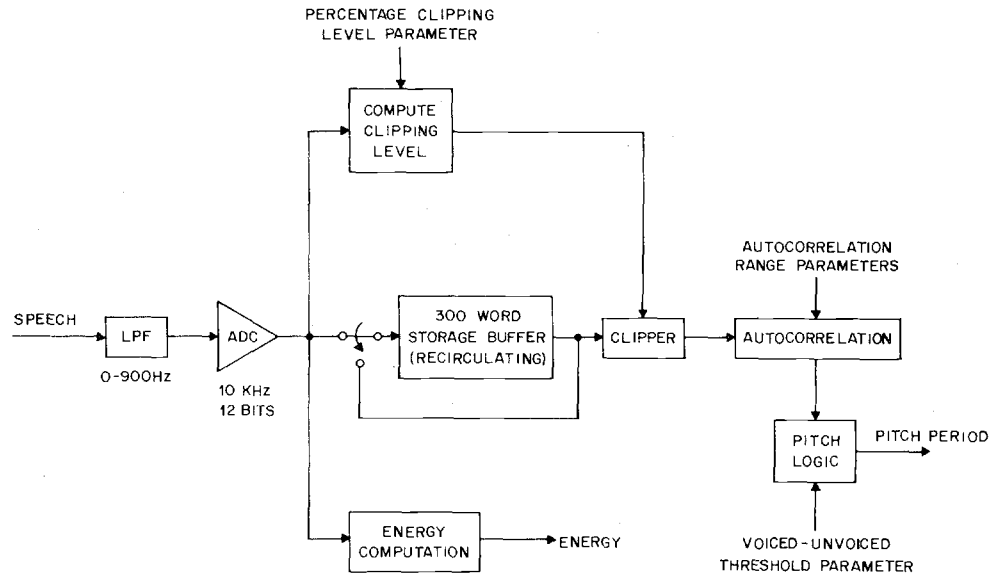 PERCENTAGE CLIPPING
LEVEL PARAMETER
COMPUTE
CLIPPING
LEVEL
AUTOCORRELATION
RANGE PARAMETERS
SPEECH
LPF
0-900Hz
ADC
10 KHz
12 BITS
300 WORD
STORAGE BUFFER
(RECIRCULATING)
CLIPPER
AUTOCORRELATION
PITCH
LOGIC
PITCH PERIOD
ENERGY
COMPUTATION
ENERGY
VOICED-UNVOICED
THRESHOLD PARAMETER